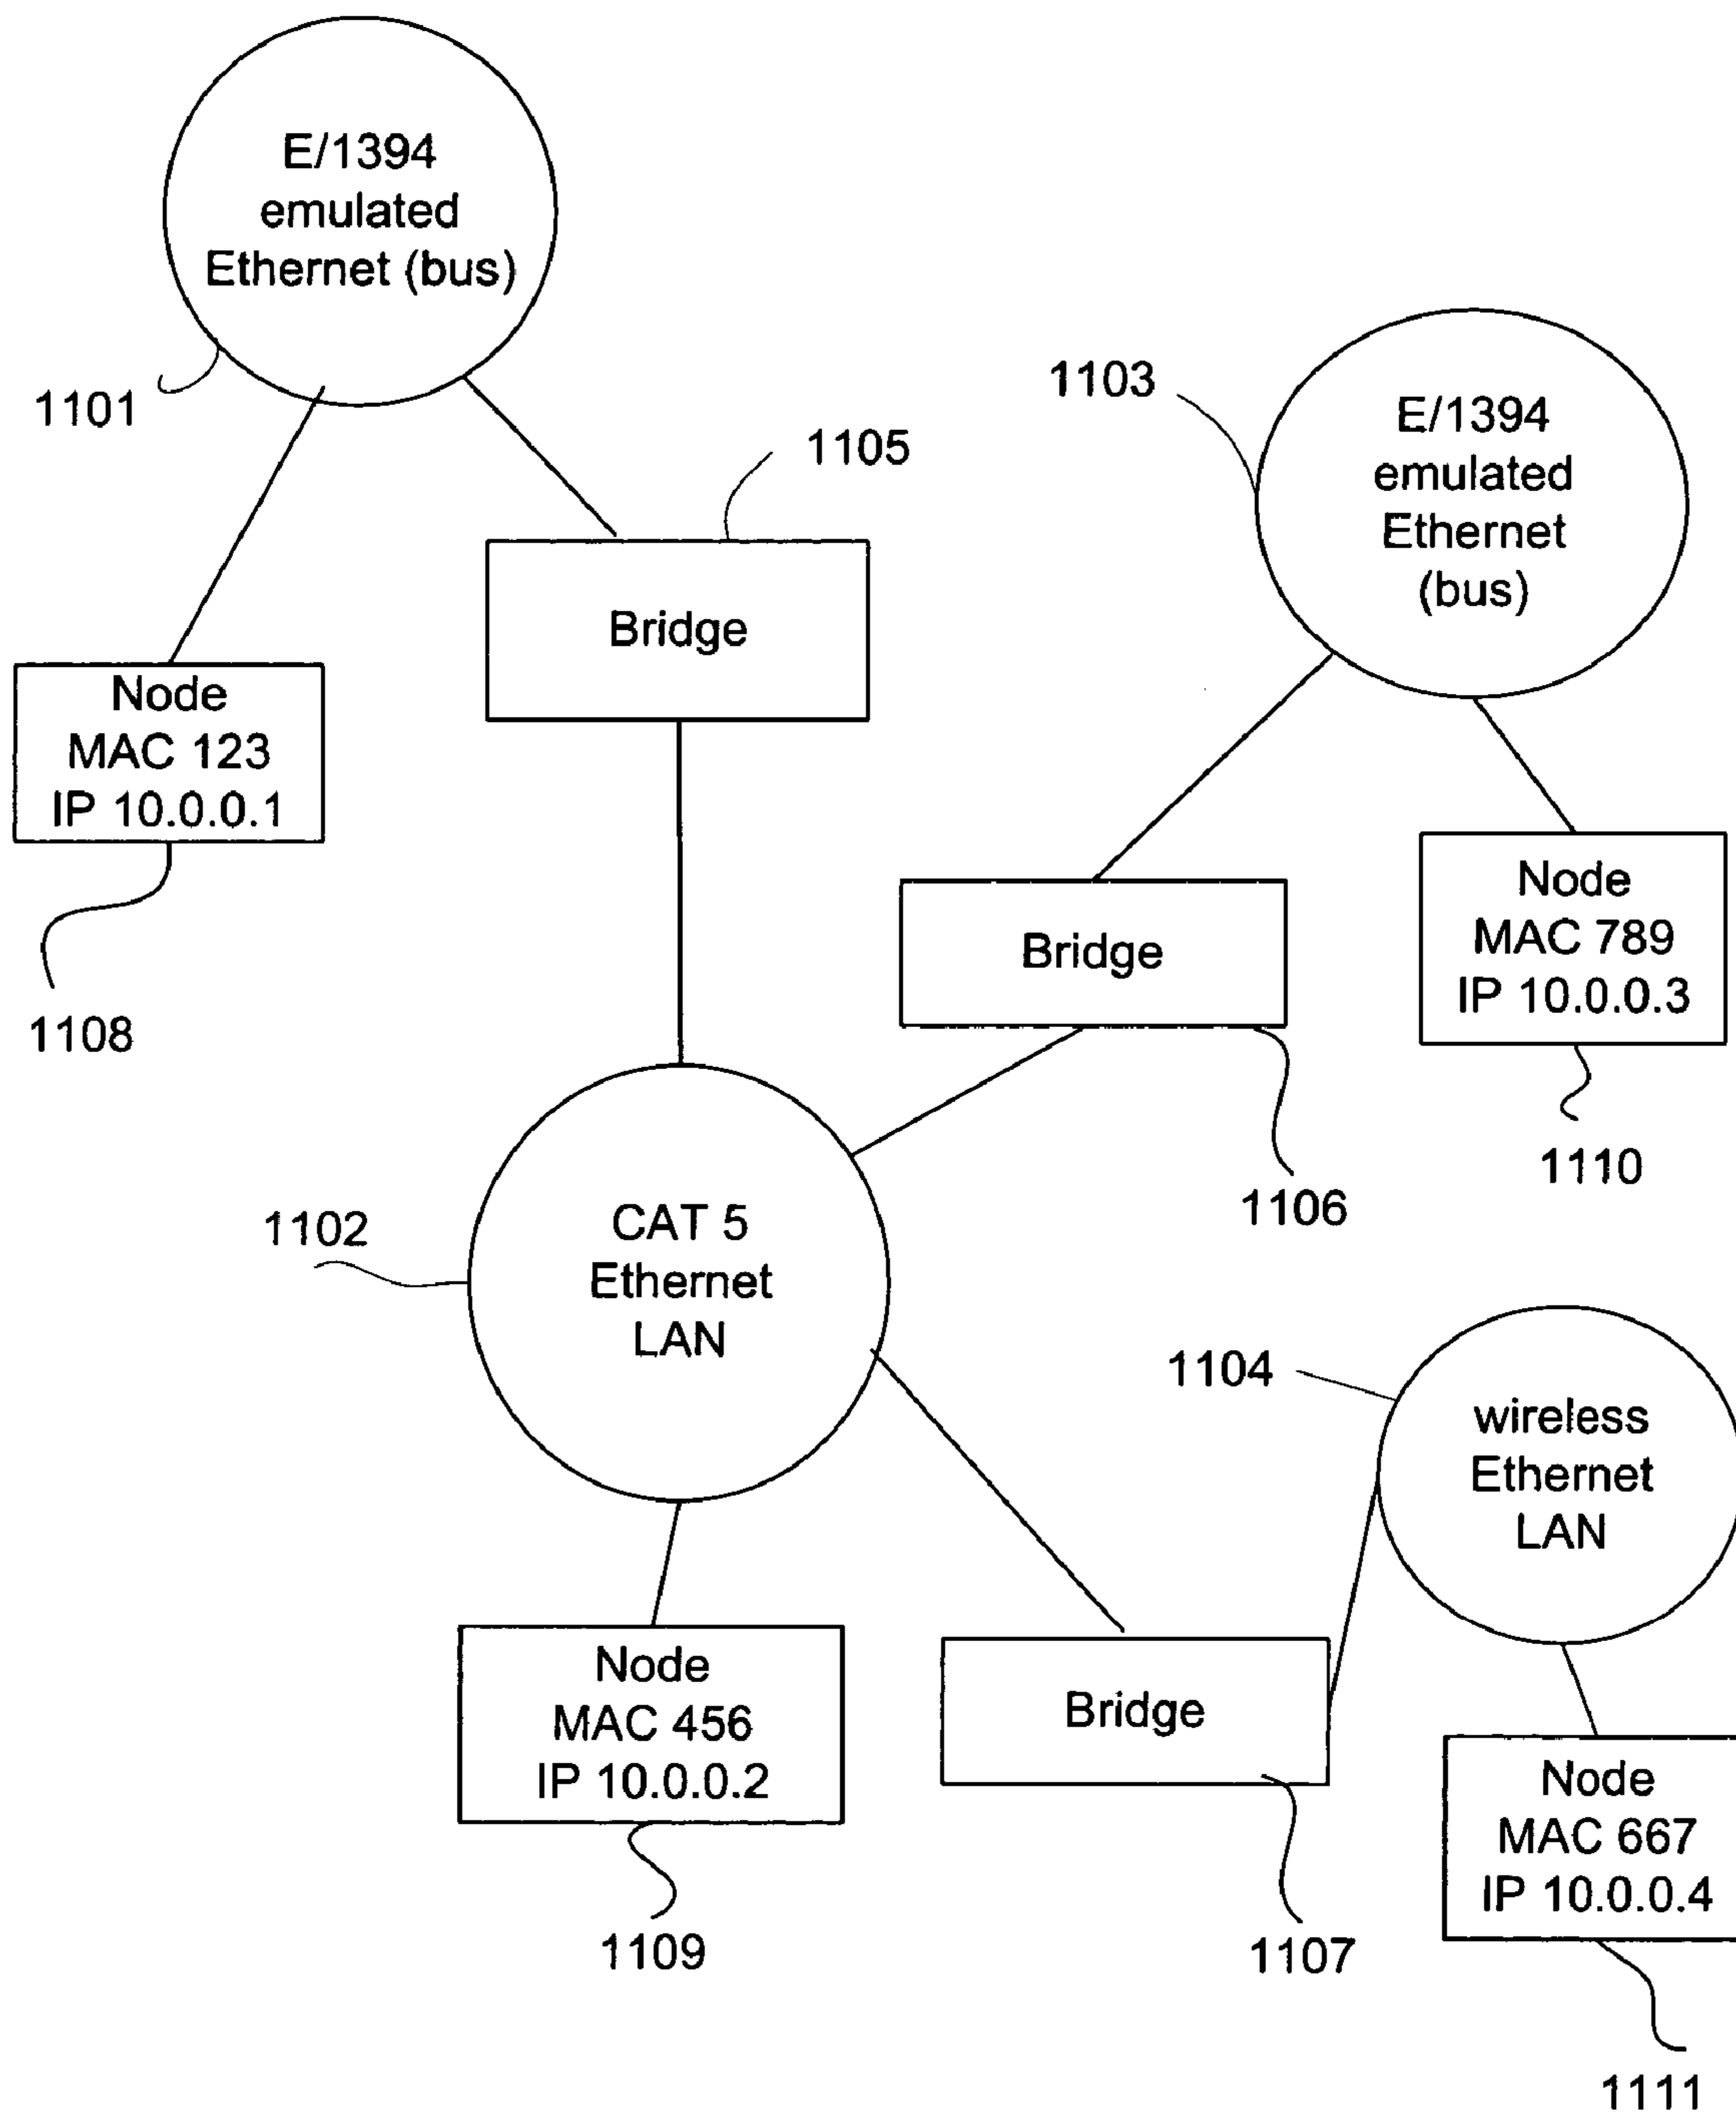 E/1394
emulated
Ethernet (bus)
1101
1105
1103
E/1394
emulated
Ethernet
(bus)
Bridge
Node
MAC 123
IP 10.0.0.1
1108
Bridge
Node
MAC 789
IP 10.0.0.3
1110
1106
1102
CAT 5
Ethernet
LAN
1104
wireless
Ethernet
LAN
Node
MAC 456
IP 10.0.0.2
1109
Bridge
1107
Node
MAC 667
IP 10.0.0.4
1111